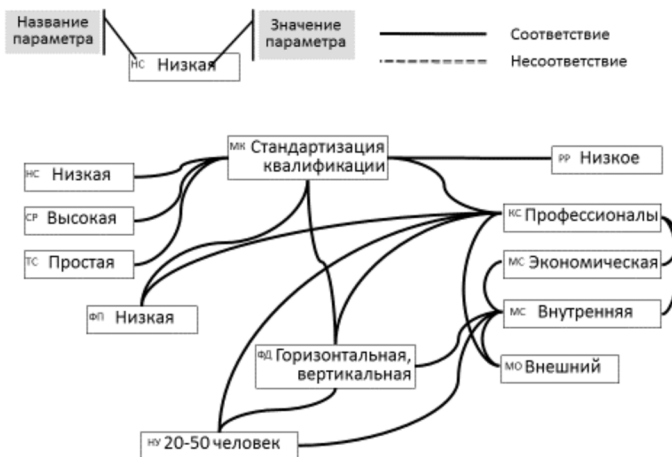 Название
параметра
Значение
параметра
НС Низкая
Соответствие
Несоответствие
МК Стандартизация
квалификации
РР Низкое
НС Низкая
СР Высокая
ТС Простая
ФП Низкая
КС Профессионалы
МС Экономическая
МС Внутренняя
МО Внешний
ФД Горизонтальная,
вертикальная
НУ 20-50 человек